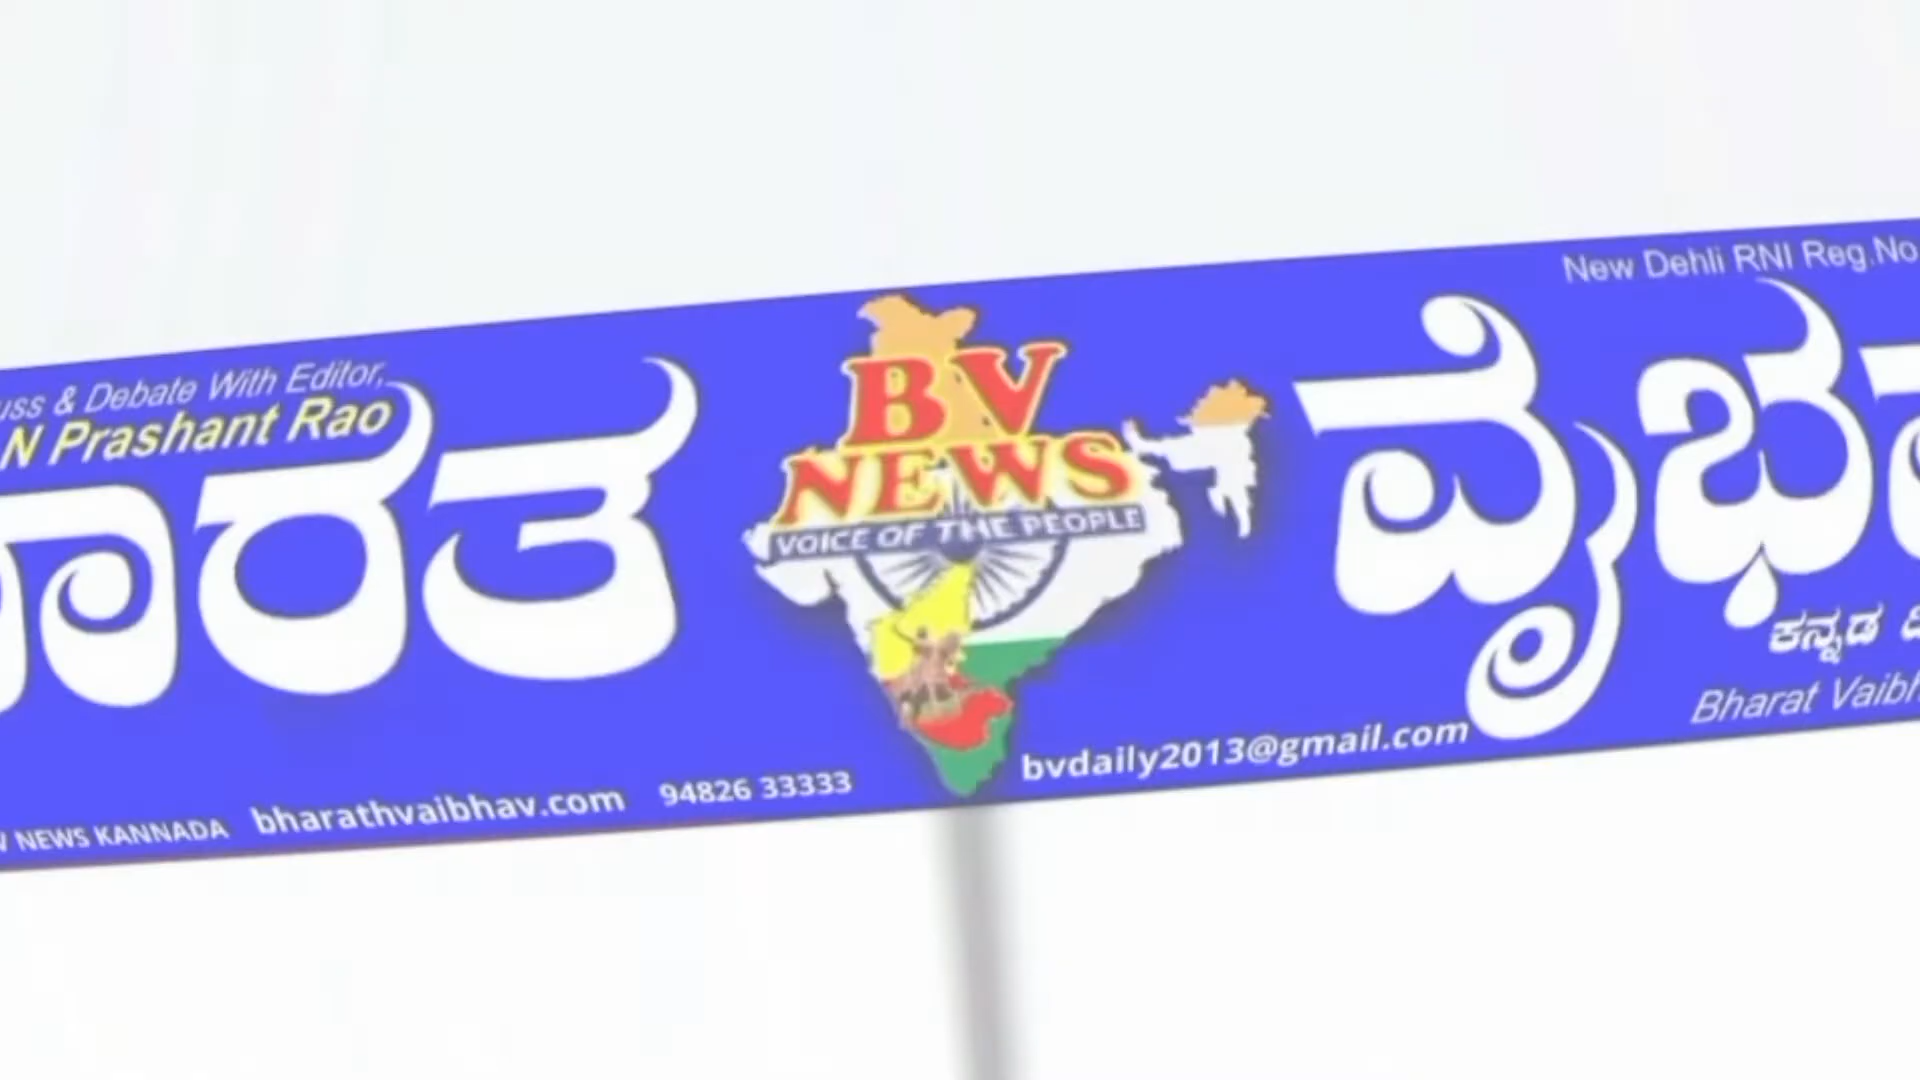 uss & Debate With Editor,
N Prashant Rao
ಾರತ
BV
NEWS
VOICE OF THE PEOPLE
New Dehli RNI Reg.No
ವೈಭ
ಕನ್ನಡ
Bharat Vaibh
NEWS KANNADA bharathvaibhav.com 94826 33333 bvdaily2013@gmail.com